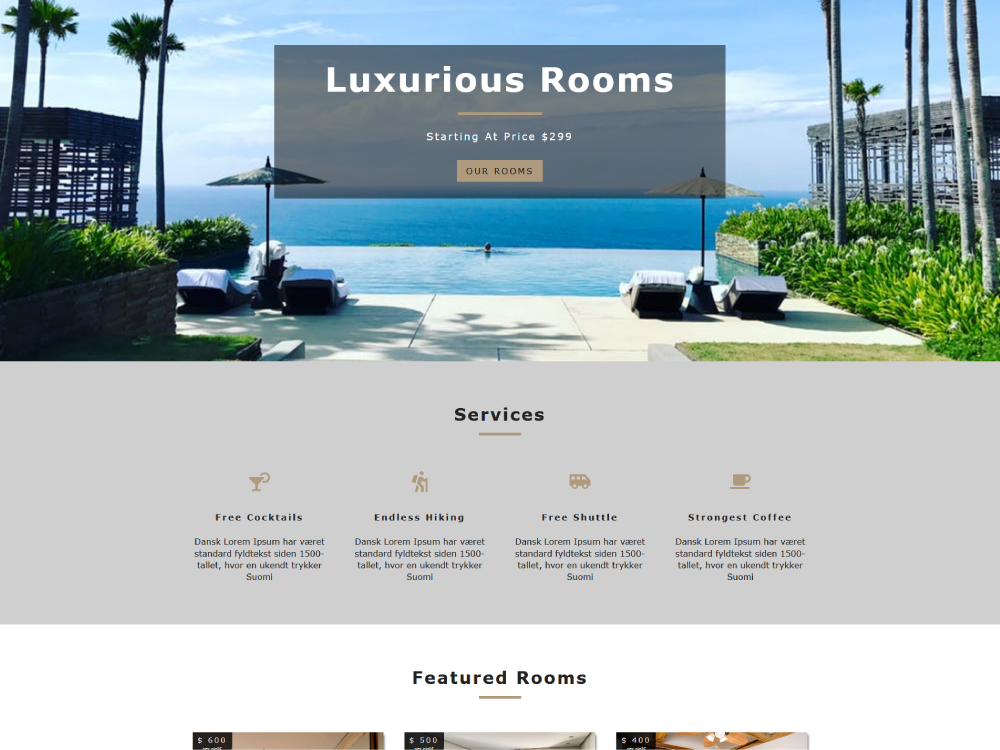 Luxurious Rooms
Starting At Price $299
OUR ROOMS
Services
Free Cocktails
Dansk Lorem Ipsum har været
standard fyldtekst siden 1500-
tallet, hvor en ukendt trykker
Suomi
Endless Hiking
Dansk Lorem Ipsum har været
standard fyldtekst siden 1500-
tallet, hvor en ukendt trykker
Suomi
Free Shuttle
Dansk Lorem Ipsum har været
standard fyldtekst siden 1500-
tallet, hvor en ukendt trykker
Suomi
Strongest Coffee
Dansk Lorem Ipsum har været
standard fyldtekst siden 1500-
tallet, hvor en ukendt trykker
Suomi
Featured Rooms
$ 600
$ 500
$ 400